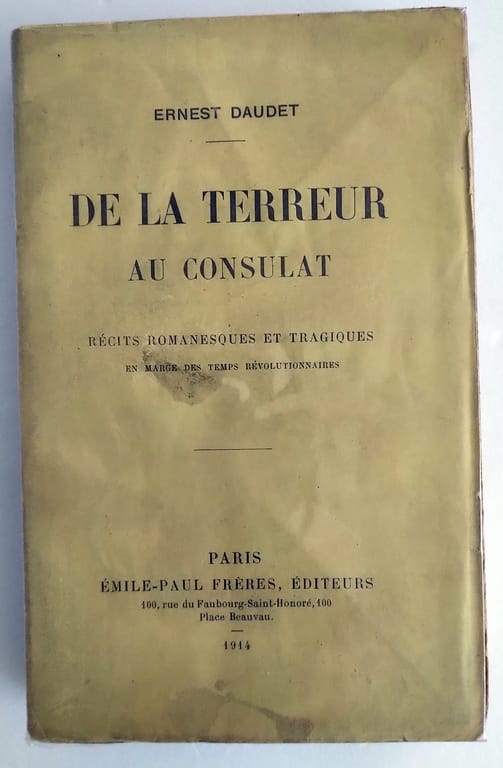 ERNEST DAUDET
DE LA TERREUR
AU CONSULAT
RÉCITS ROMANESQUES ET TRAGIQUES
EN MARGE DES TEMPS RÉVOLUTIONNAIRES
PARIS
ÉMILE-PAUL FRÈRES, ÉDITEURS
100, rue du Faubourg-Saint-Honoré, 100
Place Beauvau.
1914